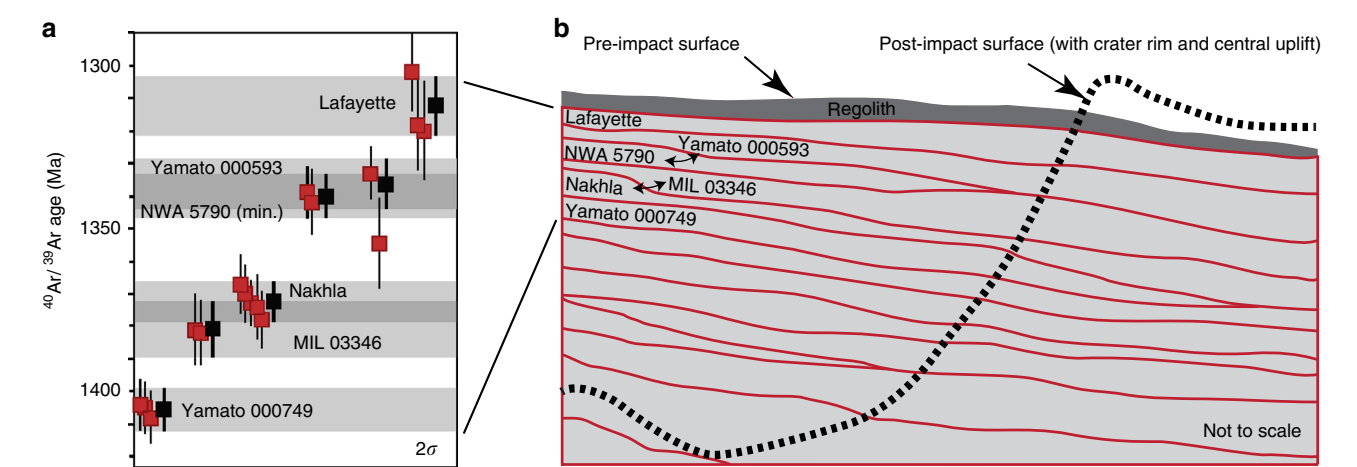 a
1300
1350
1400
40Ar/ 39Ar age (Ma)
Lafayette
Yamato 000593
NWA 5790 (min.)
Nakhla
MIL 03346
Yamato 000749
2σ
b
Pre-impact surface
Post-impact surface (with crater rim and central uplift)
Regolith
Lafayette
Yamato 000593
NWA 5790
Nakhla
MIL 03346
Yamato 000749
Not to scale